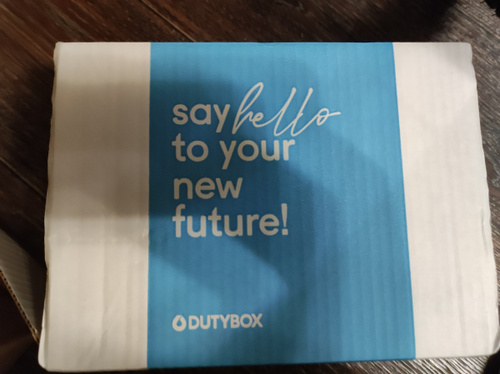 say hello
to your
new
future!
DUTYBOX